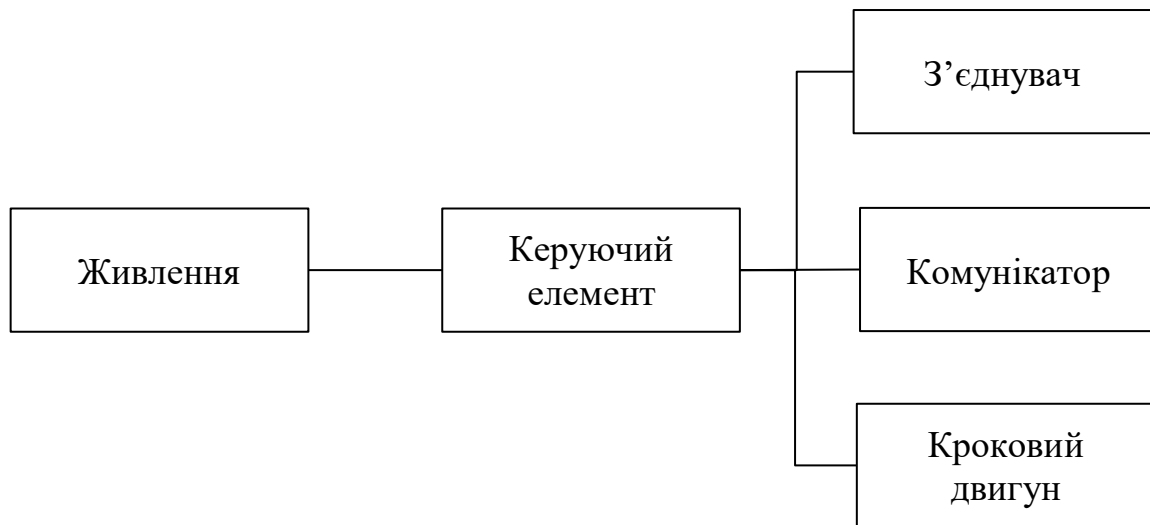 З’єднувач
Живлення
Керуючий
елемент
Комунікатор
Кроковий
двигун